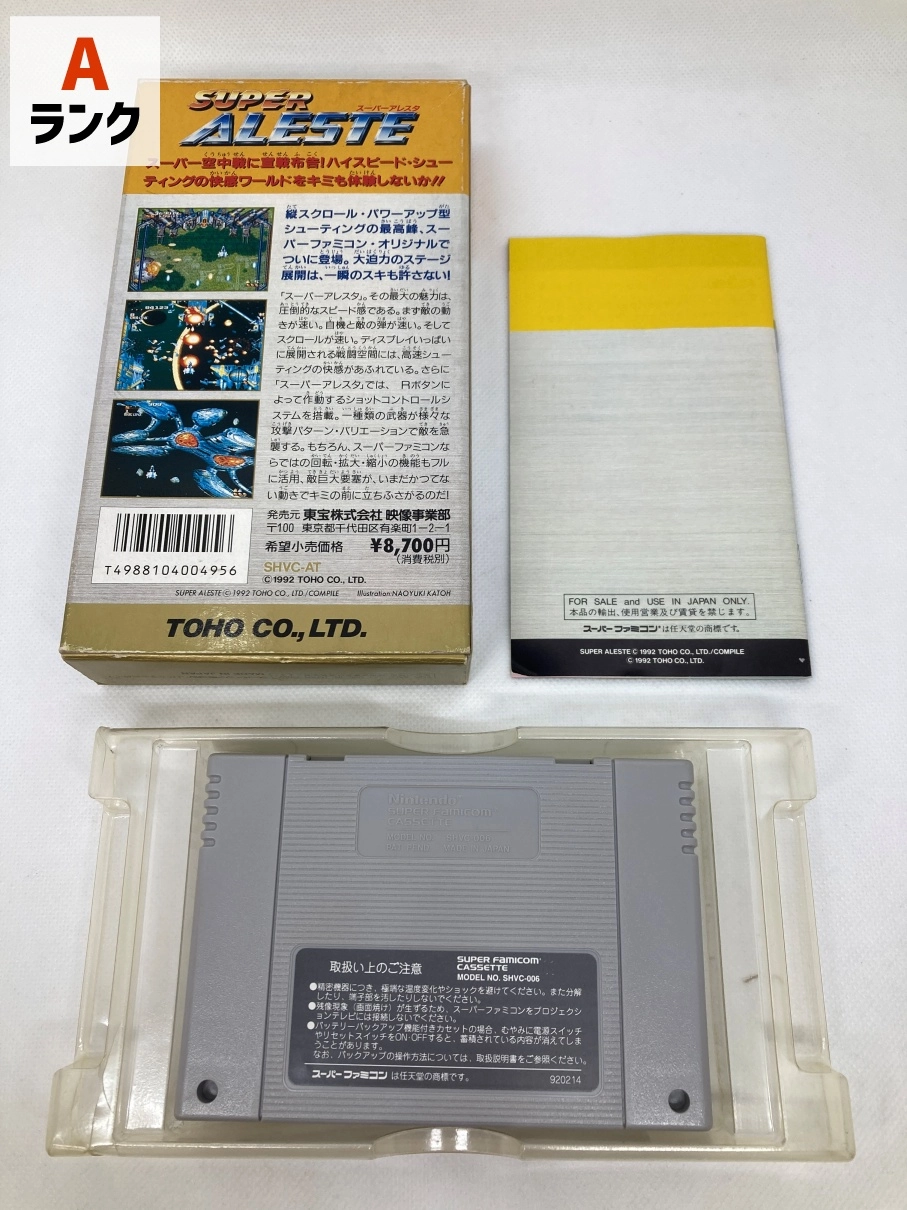 A
ランク
SUPER
スーパーアレスタ
ALESTE
スーパー空中戦に宣戦布告!ハイスピード・シュー
ティングの快感ワールドをキミも体験しないか!!
縦スクロール・パワーアップ型
シューティングの最高峰、スー
パーファミコン・オリジナルで
ついに登場。大迫力のステージ
展開は、一瞬のスキも許さない!
「スーパーアレスタ」。その最大の魅力は、
圧倒的なスピード感である。まず敵の動
きが速い。自機と敵の弾が速い。そして
スクロールが速い。ディスプレイいっぱい
に展開される戦闘空間には、高速シュー
ティングの快感があふれている。さらに
「スーパーアレスタ」では、Rボタンに
よって作動するショットコントロールシ
ステムを搭載。一種類の武器が様々な
攻撃パターン・バリエーションで敵を急
襲する。もちろん、スーパーファミコンな
らではの回転・拡大・縮小の機能もフル
に活用、敵巨大要塞が、いまだかつてな
い動きでキミの前に立ちふさがるのだ!
発売元 東宝株式会社 映像事業部
〒100 東京都千代田区有楽町1-2-1
希望小売価格 ¥8,700円
(消費税別)
SHVC-AT
© 1992 TOHO CO., LTD.
T4988104004956
SUPER ALESTE © 1992 TOHO CO., LTD./COMPILE Illustration:NAOYUKI KATOH
TOHO CO., LTD.
FOR SALE and USE IN JAPAN ONLY.
本品の輸出、使用営業及び賃貸を禁じます。
スーパーファミコン®は任天堂の商標です。
SUPER ALESTE © 1992 TOHO CO., LTD./COMPILE
© 1992 TOHO CO., LTD.
Nintendo
SUPER FAMICOM
CASSETTE
MODEL NO. SHVC-006
PAT. PEND. MADE IN JAPAN
取扱い上のご注意
SUPER FAMICOM
CASSETTE
MODEL NO. SHVC-006
●精密機器につき、極端な温度変化やショックを避けてください。また分解
したり、端子部を汚したりしないでください。
●残像現象(画面焼け)が生ずるため、スーパーファミコンをプロジェクシ
ョンテレビには接続しないでください。
●バッテリーバックアップ機能付きカセットの場合、むやみに電源スイッチ
やリセットスイッチをON・OFFすると、蓄積されている内容が消えてしま
うことがあります。
なお、バックアップの操作方法については、取扱説明書をご参照ください。
スーパーファミコンは任天堂の商標です。
920214